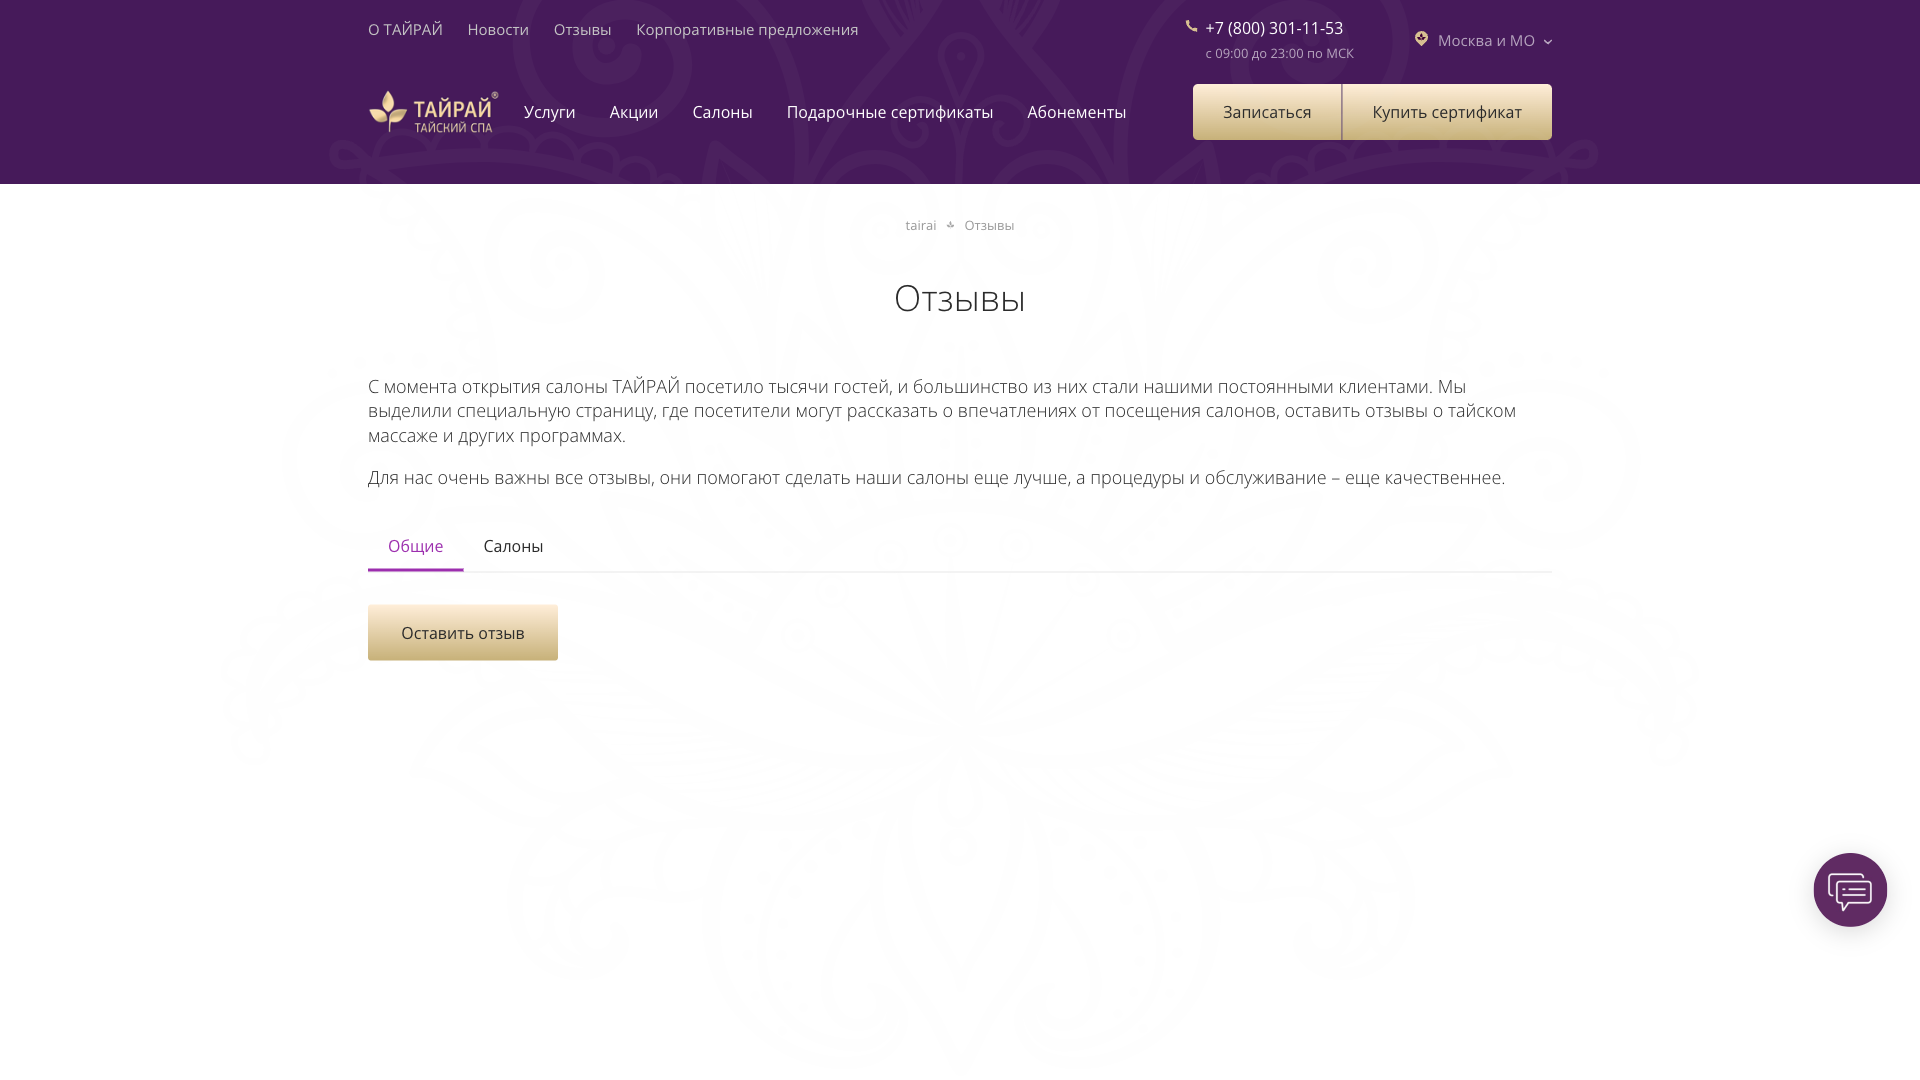 О ТАЙРАЙ
Новости
Отзывы
Корпоративные предложения
+7 (800) 301-11-53
с 09:00 до 23:00 по МСК
Москва и МО
ТАЙРАЙ®
ТАЙСКИЙ СПА
Услуги
Акции
Салоны
Подарочные сертификаты
Абонементы
Записаться
Купить сертификат
tairai
Отзывы
Отзывы
С момента открытия салоны ТАЙРАЙ посетило тысячи гостей, и большинство из них стали нашими постоянными клиентами. Мы
выделили специальную страницу, где посетители могут рассказать о впечатлениях от посещения салонов, оставить отзывы о тайском
массаже и других программах.
Для нас очень важны все отзывы, они помогают сделать наши салоны еще лучше, а процедуры и обслуживание – еще качественнее.
Общие
Салоны
Оставить отзыв